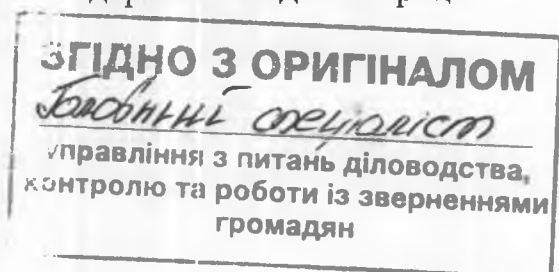 ЗГІДНО З ОРИГІНАЛОМ
Головний спеціаліст
управління з питань діловодства,
контролю та роботи із зверненнями
громадян